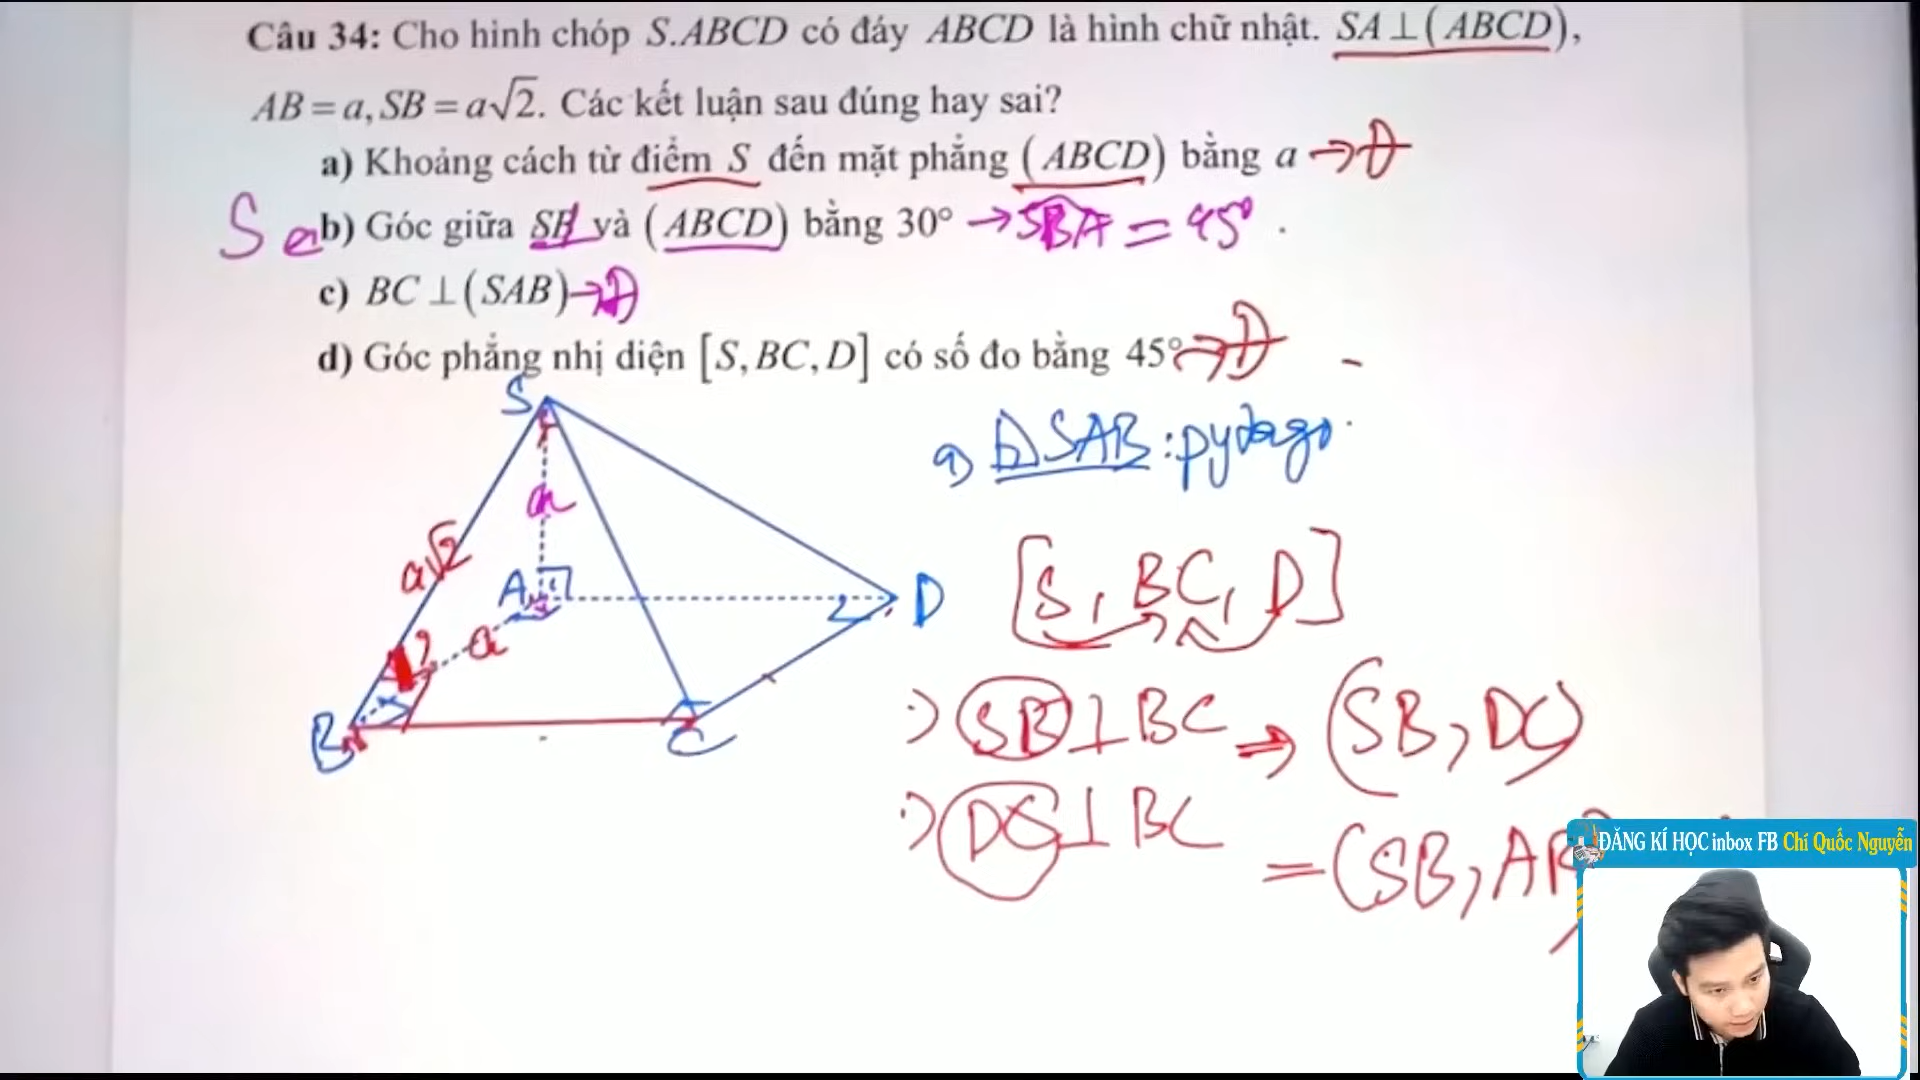 Câu 34: Cho hình chóp S.ABCD có đáy ABCD là hình chữ nhật. SA⊥(ABCD),
AB = a, SB = a√2. Các kết luận sau đúng hay sai?
a) Khoảng cách từ điểm S đến mặt phẳng (ABCD) bằng a → Đ
S b) Góc giữa SB và (ABCD) bằng 30° → SBA = 45°
c) BC ⊥ (SAB) → Đ
d) Góc phẳng nhị diện [S, BC, D] có số đo bằng 45° → Đ
S
a) SAB : pytago
a
a√2
[S, BC, D]
A
D
a
B
C
SB ⊥ BC ⇒ (SB, DC)
DC ⊥ BC
= (SB, AB
ĐĂNG KÍ HỌC inbox FB Chí Quốc Nguyễn